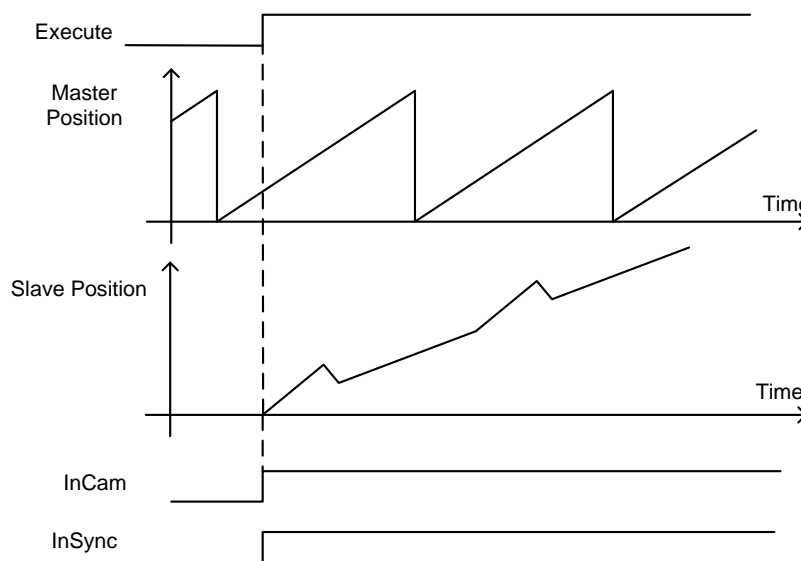 Execute
Master
Position
Time
Slave Position
Time
InCam
InSync